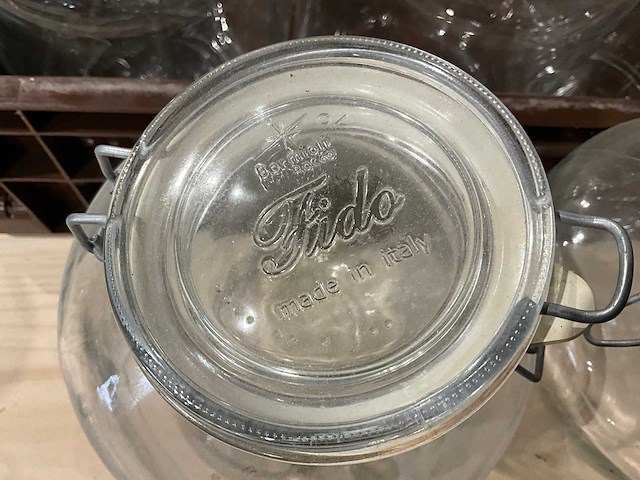 Bormioli
Rocco
Fido
made in italy